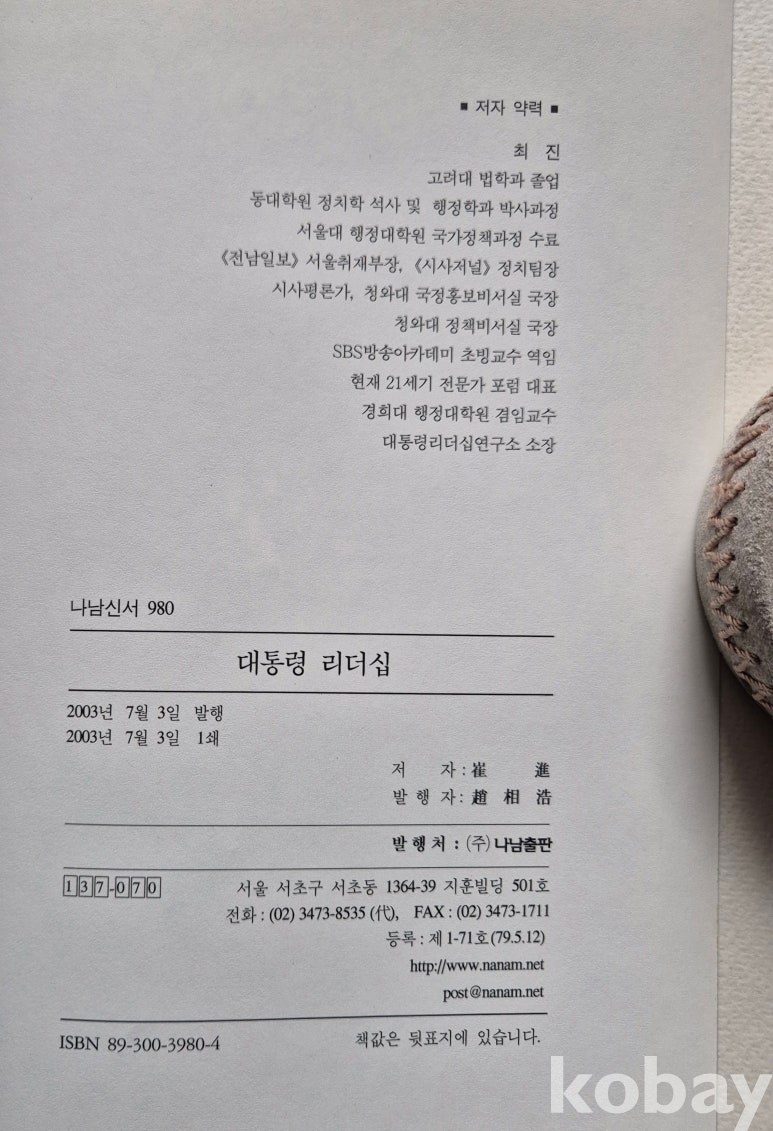 ■ 저자 약력 ■
최 진
고려대 법학과 졸업
동대학원 정치학 석사 및 행정학과 박사과정
서울대 행정대학원 국가정책과정 수료
《전남일보》 서울취재부장, 《시사저널》 정치팀장
시사평론가, 청와대 국정홍보비서실 국장
청와대 정책비서실 국장
SBS방송아카데미 초빙교수 역임
현재 21세기 전문가 포럼 대표
경희대 행정대학원 겸임교수
대통령리더십연구소 소장
나남신서 980
대통령 리더십
2003년 7월 3일 발행
2003년 7월 3일 1쇄
저 자 : 崔 進
발 행 자 : 趙 相 浩
발 행 처 : (주) 나남출판
137-070
서울 서초구 서초동 1364-39 지훈빌딩 501호
전화 : (02) 3473-8535 (代), FAX : (02) 3473-1711
등록 : 제 1-71호(79.5.12)
http://www.nanam.net
post@nanam.net
ISBN 89-300-3980-4
책값은 뒷표지에 있습니다.
kobay